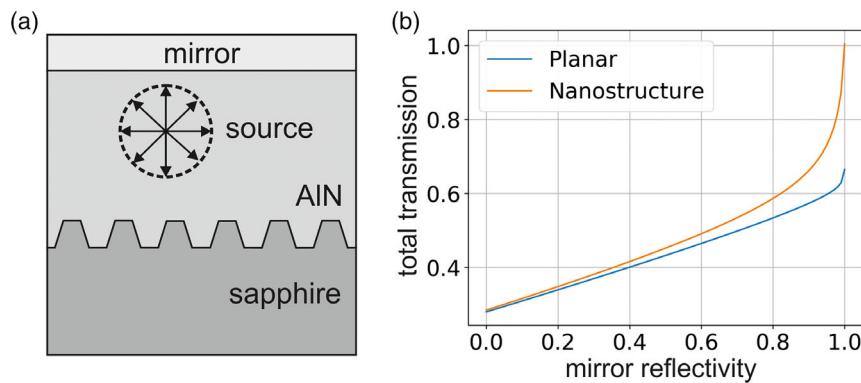 (a)
mirror
source
AlN
sapphire
(b)
Planar
Nanostructure
total transmission
1.0
0.8
0.6
0.4
0.0 0.2 0.4 0.6 0.8 1.0
mirror reflectivity